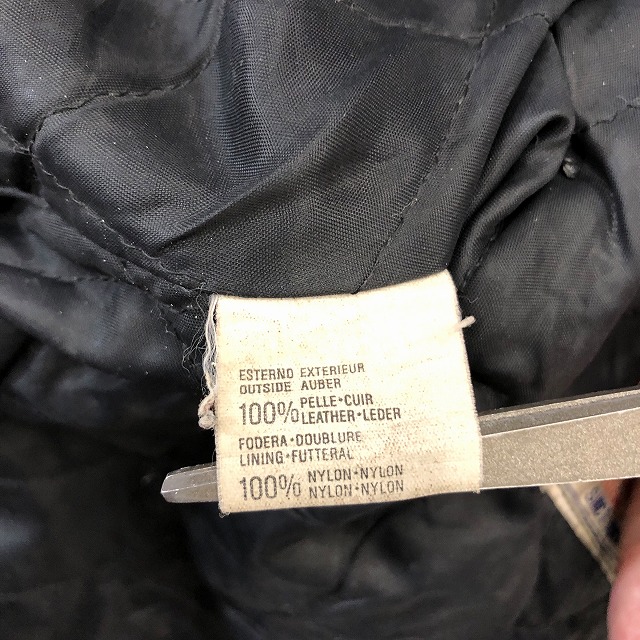 ESTERNO EXTERIEUR
OUTSIDE AUBER
100% PELLE·CUIR
LEATHER·LEDER
FODERA·DOUBLURE
LINING·FUTTERAL
100% NYLON·NYLON
NYLON·NYLON